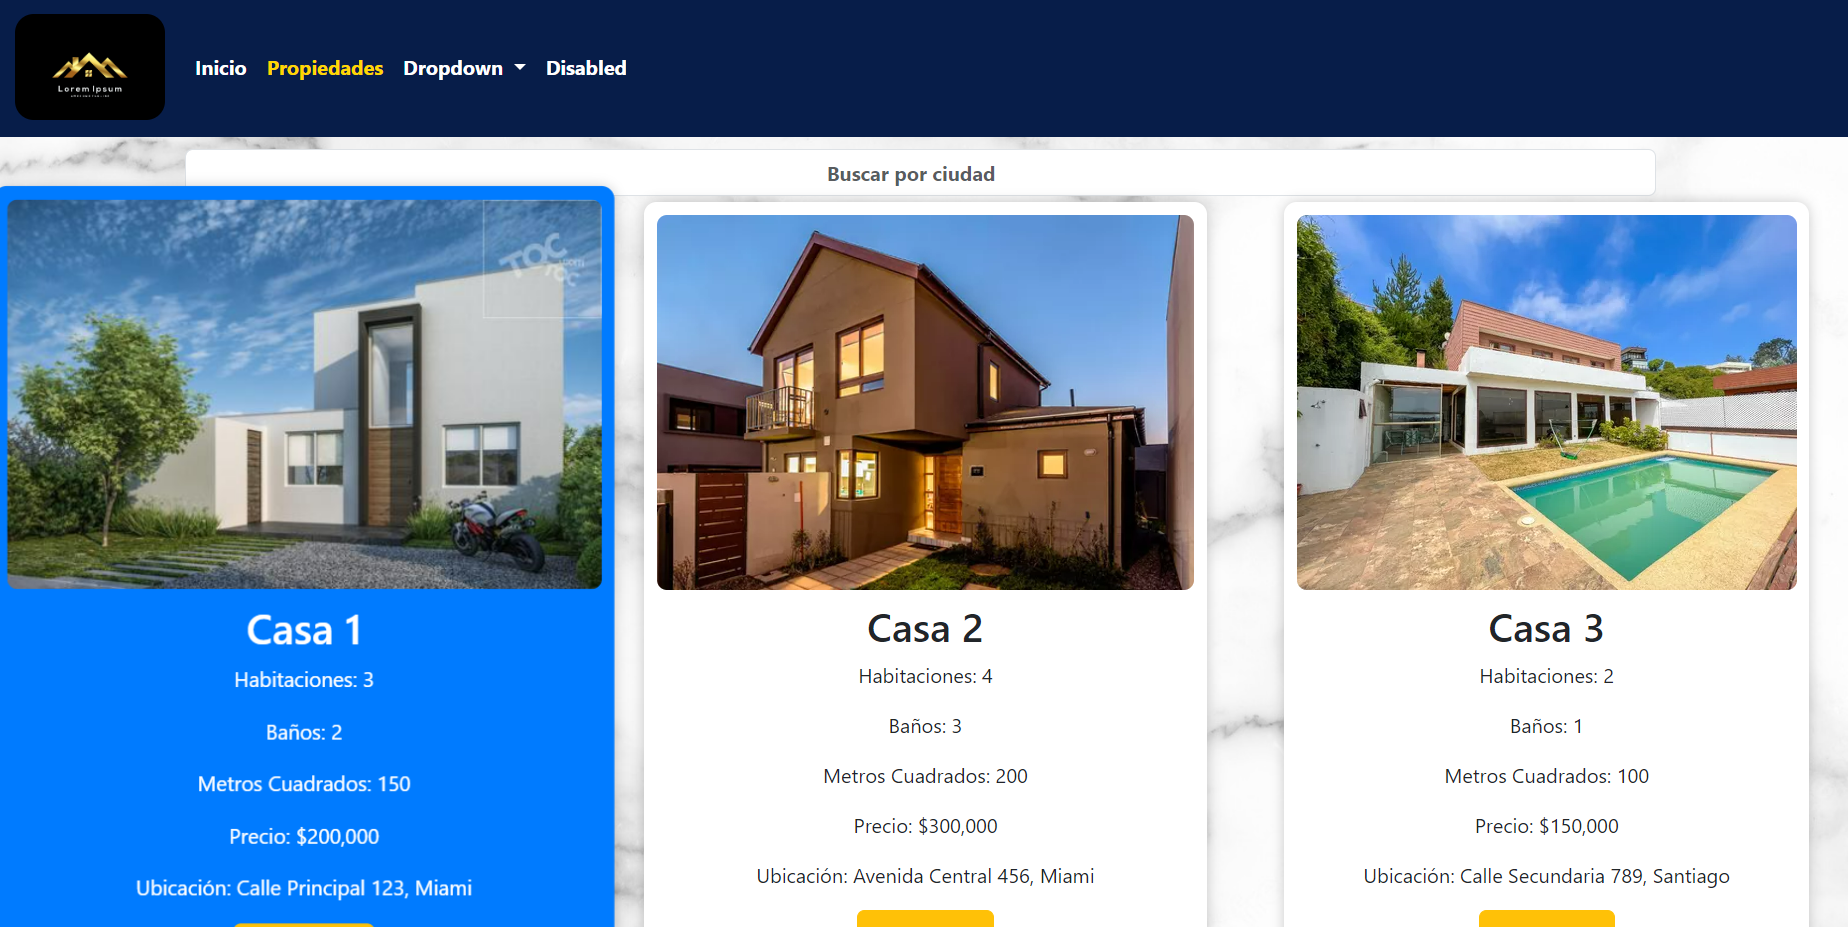 Lorem Ipsum
Inicio
Propiedades
Dropdown
Disabled
Buscar por ciudad
TOC
TOC.com
Casa 1
Habitaciones: 3
Baños: 2
Metros Cuadrados: 150
Precio: $200,000
Ubicación: Calle Principal 123, Miami
Casa 2
Habitaciones: 4
Baños: 3
Metros Cuadrados: 200
Precio: $300,000
Ubicación: Avenida Central 456, Miami
Casa 3
Habitaciones: 2
Baños: 1
Metros Cuadrados: 100
Precio: $150,000
Ubicación: Calle Secundaria 789, Santiago